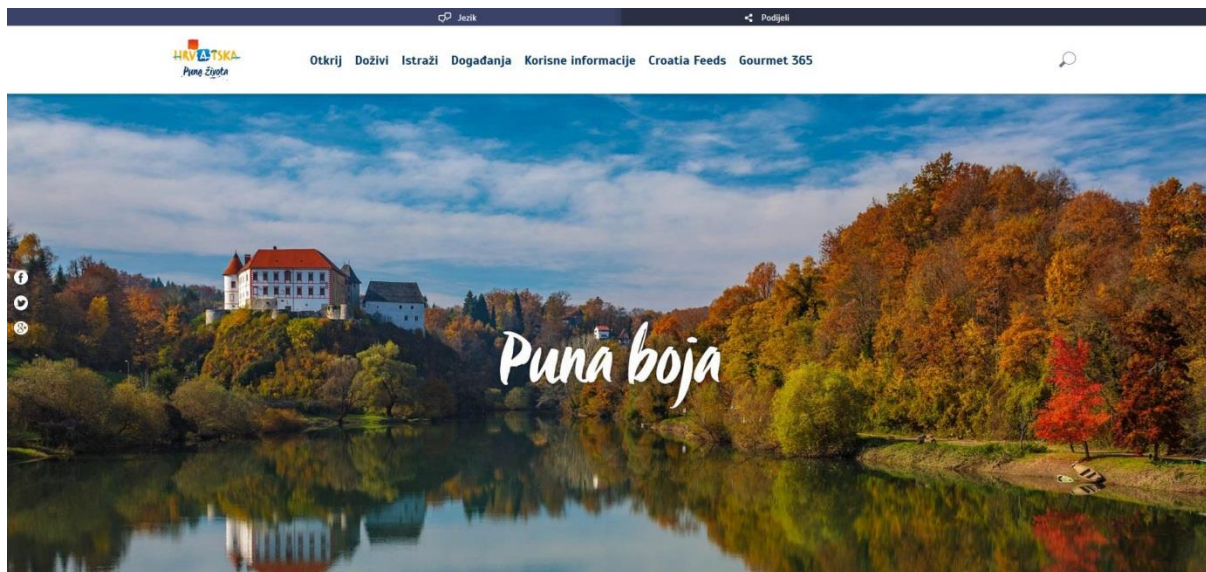 Jezik
Podijeli
HRVATSKA
Puna života
Otkrij Doživi Istraži Događanja Korisne informacije Croatia Feeds Gourmet 365
Puna boja